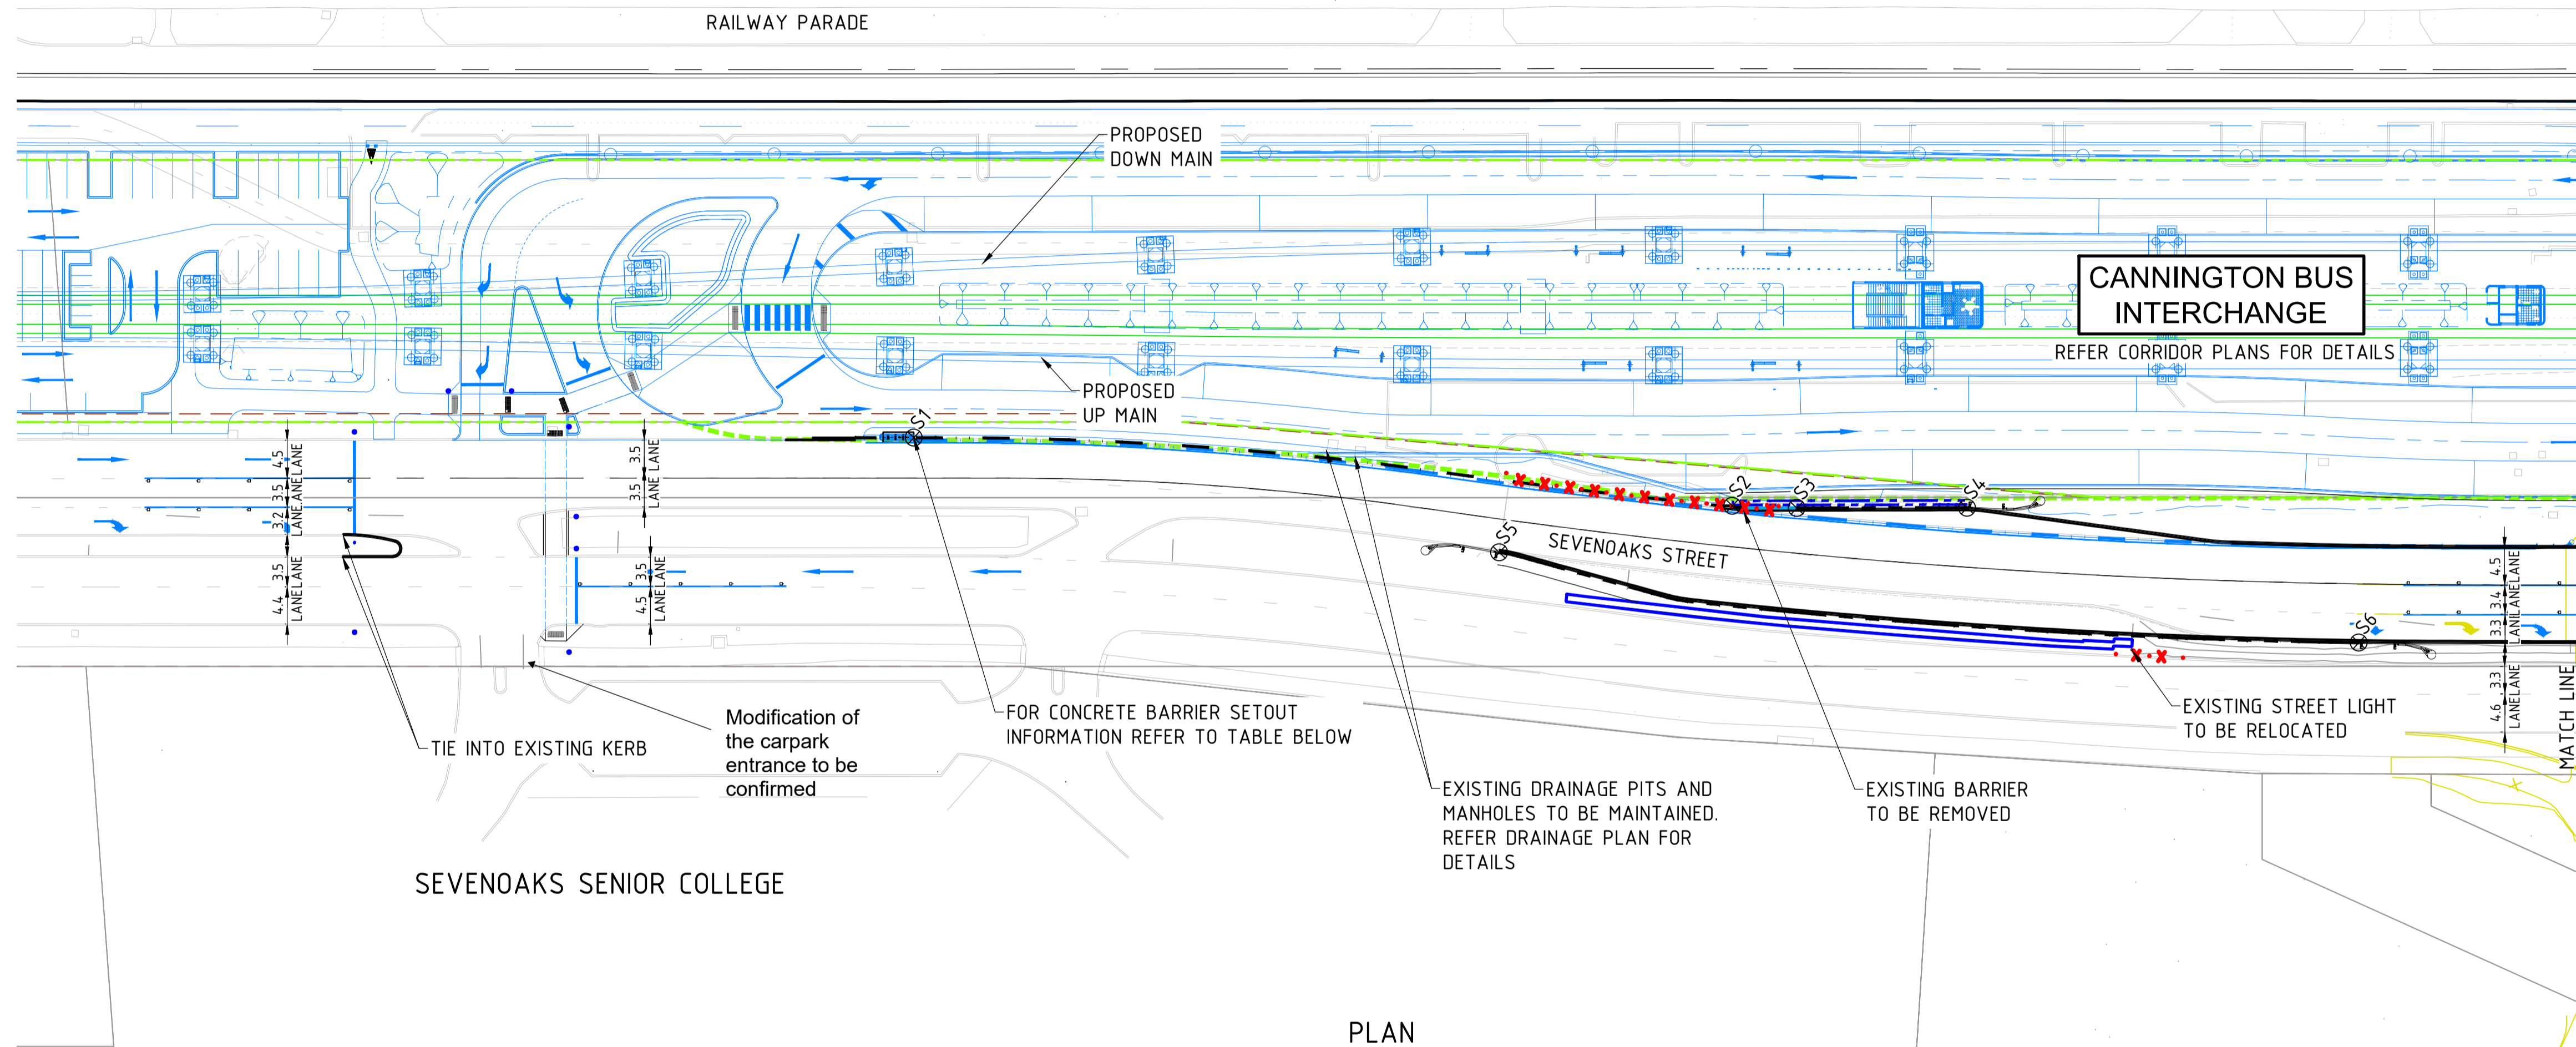 RAILWAY PARADE
PROPOSED
DOWN MAIN
CANNINGTON BUS
INTERCHANGE
REFER CORRIDOR PLANS FOR DETAILS
PROPOSED
UP MAIN
S1
S2
S3
S4
S5
S6
SEVENOAKS STREET
4.5 LANE
3.5 LANE
3.2 LANE
3.5 LANE
4.4 LANE
3.5 LANE
3.5 LANE
3.5 LANE
4.5 LANE
4.5 LANE
3.4 LANE
3.3 LANE
3.3 LANE
4.6 LANE
MATCH LINE
TIE INTO EXISTING KERB
Modification of
the carpark
entrance to be
confirmed
FOR CONCRETE BARRIER SETOUT
INFORMATION REFER TO TABLE BELOW
EXISTING DRAINAGE PITS AND
MANHOLES TO BE MAINTAINED.
REFER DRAINAGE PLAN FOR
DETAILS
EXISTING BARRIER
TO BE REMOVED
EXISTING STREET LIGHT
TO BE RELOCATED
SEVENOAKS SENIOR COLLEGE
PLAN